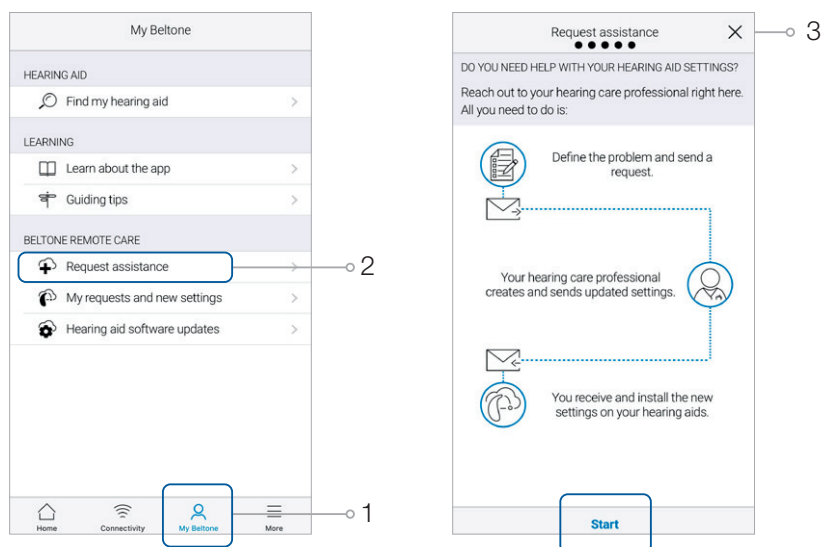 My Beltone
HEARING AID
Find my hearing aid
LEARNING
Learn about the app
Guiding tips
BELTONE REMOTE CARE
Request assistance
2
My requests and new settings
Hearing aid software updates
Home
Connectivity
My Beltone
More
1
Request assistance
3
DO YOU NEED HELP WITH YOUR HEARING AID SETTINGS?
Reach out to your hearing care professional right here.
All you need to do is:
Define the problem and send a
request.
Your hearing care professional
creates and sends updated settings.
You receive and install the new
settings on your hearing aids.
Start